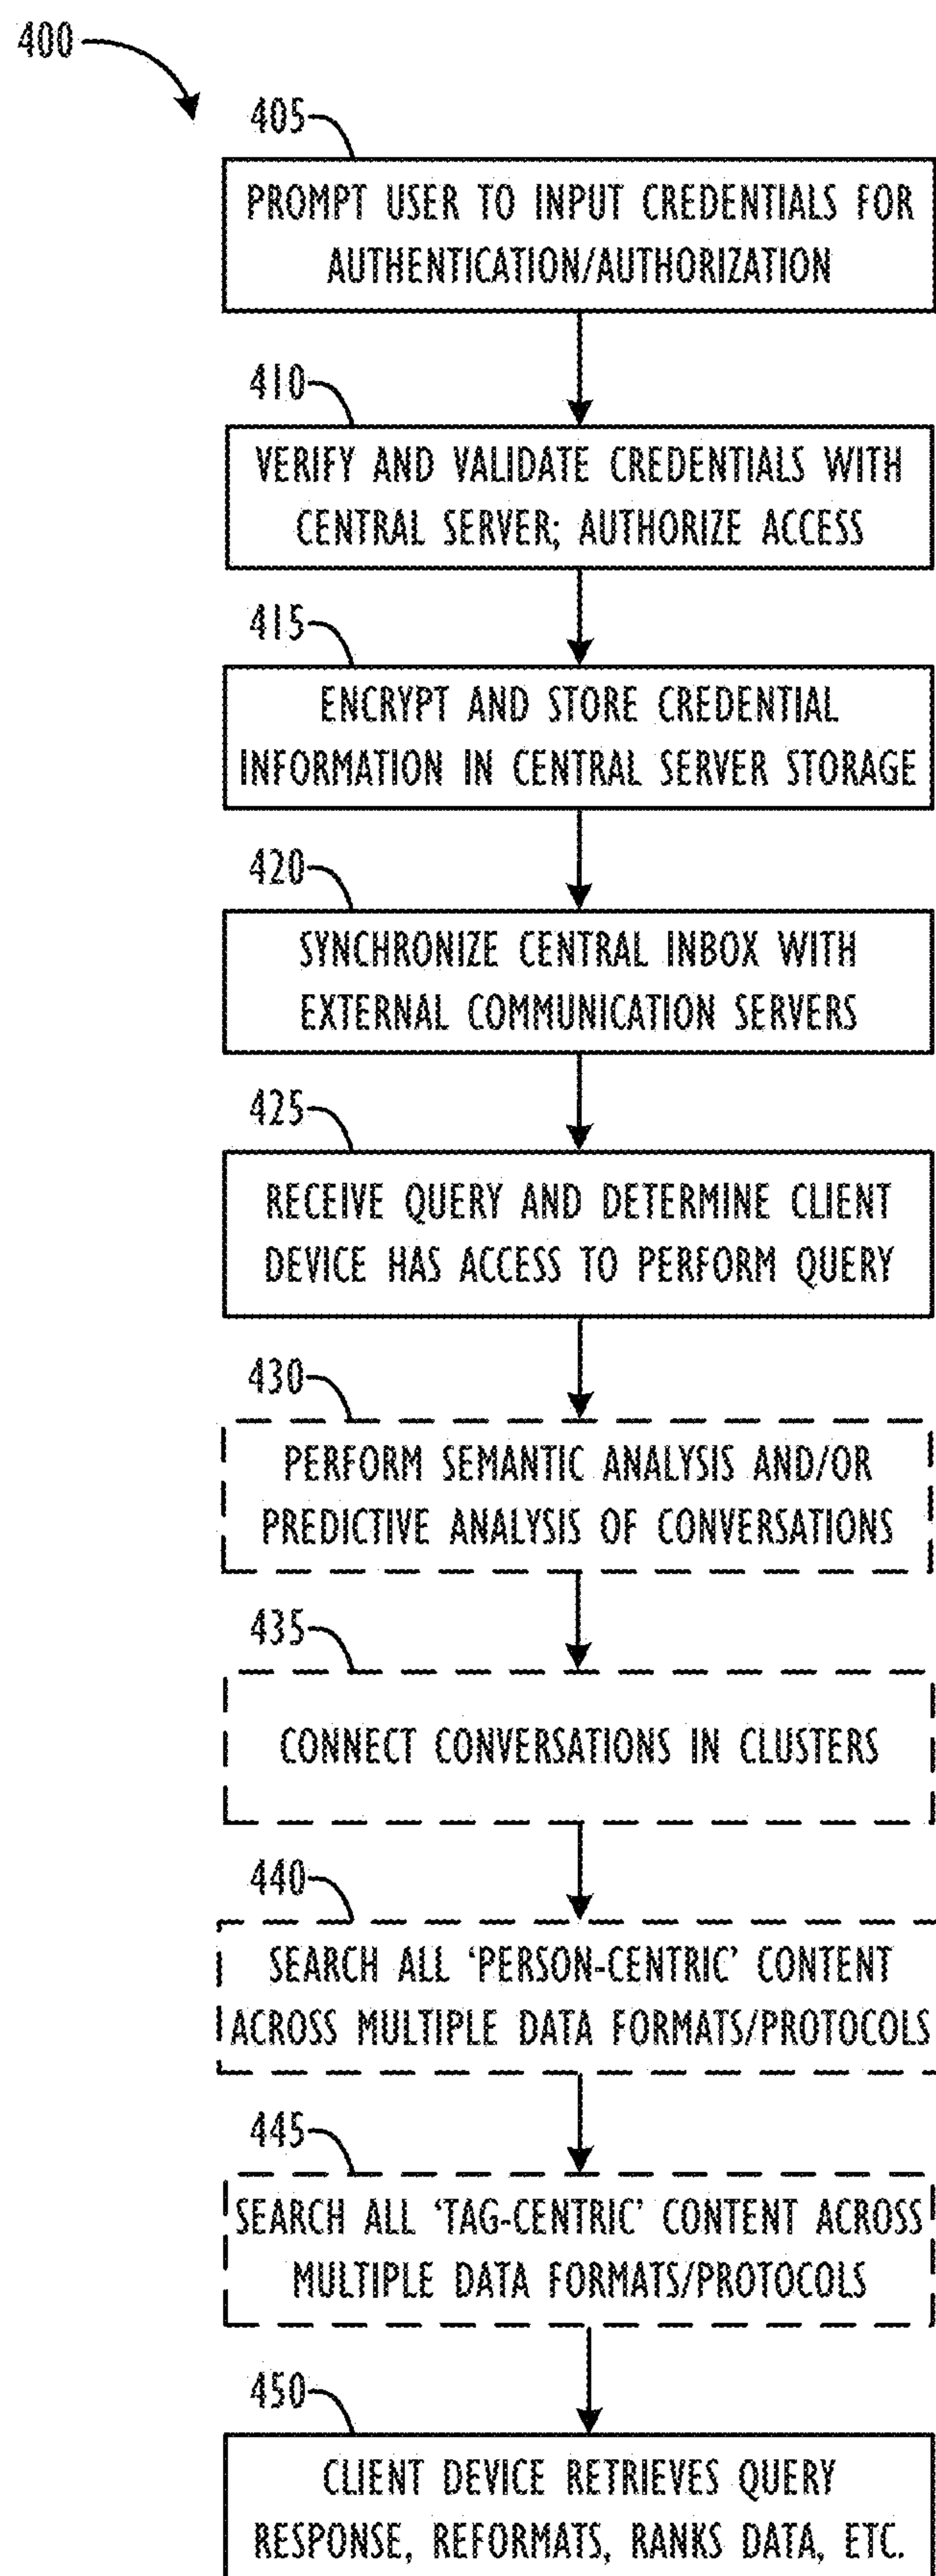 400
405
PROMPT USER TO INPUT CREDENTIALS FOR
AUTHENTICATION/AUTHORIZATION
410
VERIFY AND VALIDATE CREDENTIALS WITH
CENTRAL SERVER; AUTHORIZE ACCESS
415
ENCRYPT AND STORE CREDENTIAL
INFORMATION IN CENTRAL SERVER STORAGE
420
SYNCHRONIZE CENTRAL INBOX WITH
EXTERNAL COMMUNICATION SERVERS
425
RECEIVE QUERY AND DETERMINE CLIENT
DEVICE HAS ACCESS TO PERFORM QUERY
430
PERFORM SEMANTIC ANALYSIS AND/OR
PREDICTIVE ANALYSIS OF CONVERSATIONS
435
CONNECT CONVERSATIONS IN CLUSTERS
440
SEARCH ALL ‘PERSON-CENTRIC’ CONTENT
ACROSS MULTIPLE DATA FORMATS/PROTOCOLS
445
SEARCH ALL ‘TAG-CENTRIC’ CONTENT ACROSS
MULTIPLE DATA FORMATS/PROTOCOLS
450
CLIENT DEVICE RETRIEVES QUERY
RESPONSE, REFORMATS, RANKS DATA, ETC.